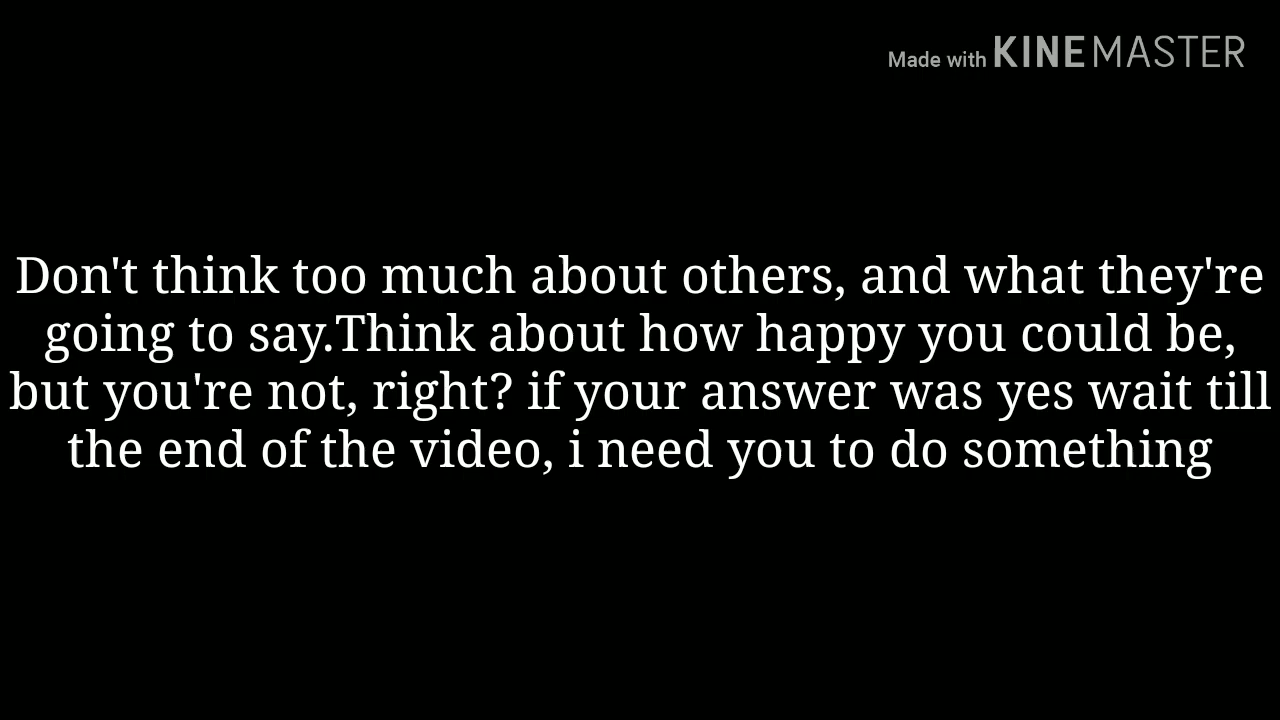 Made with KINEMASTER
Don't think too much about others, and what they're
going to say.Think about how happy you could be,
but you're not, right? if your answer was yes wait till
the end of the video, i need you to do something